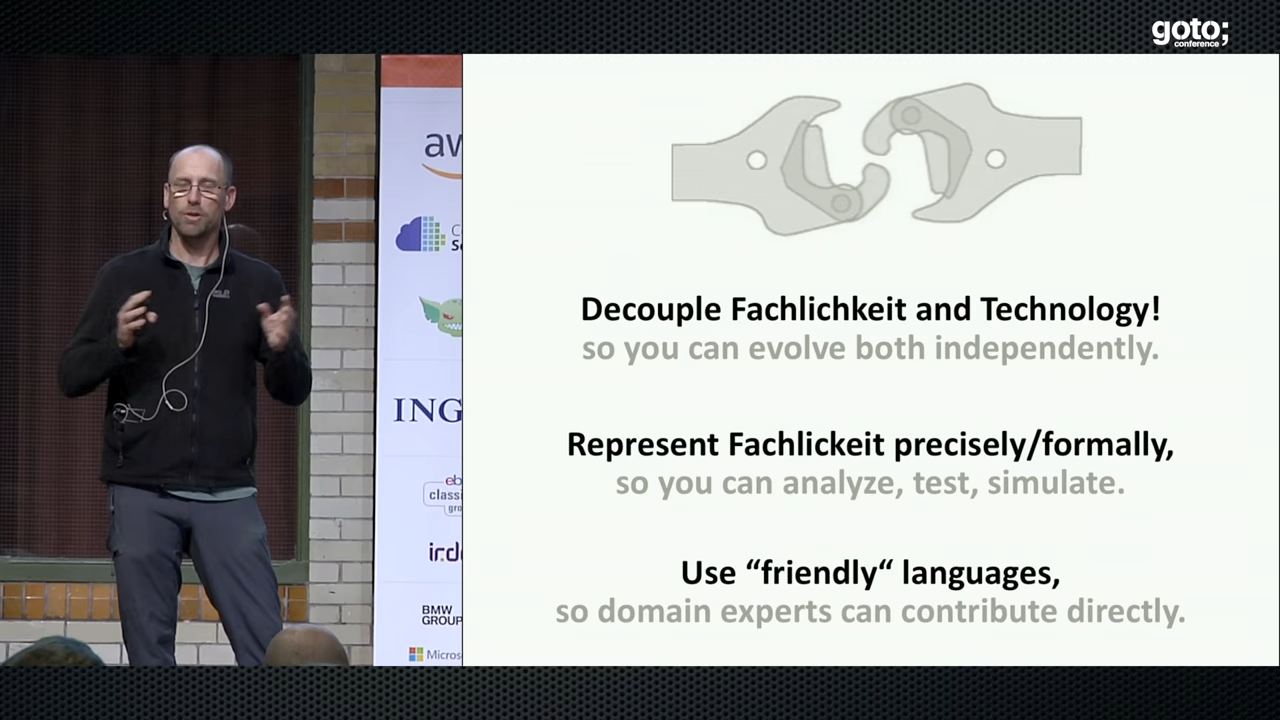 goto;
conference
Decouple Fachlichkeit and Technology!
so you can evolve both independently.
Represent Fachlickeit precisely/formally,
so you can analyze, test, simulate.
Use “friendly“ languages,
so domain experts can contribute directly.
ING
BMW
GROUP